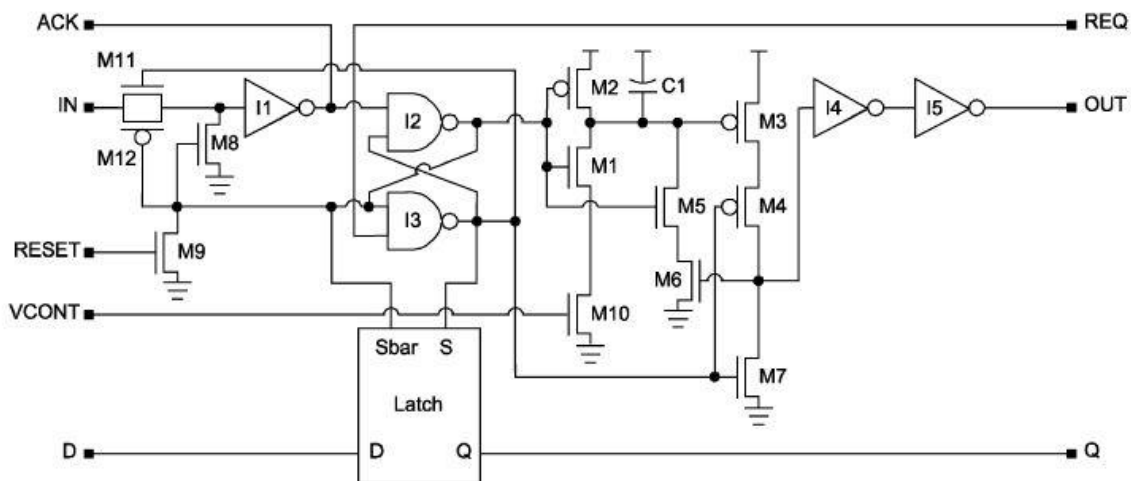 ACK
REQ
M11
IN
I1
M12
M8
I2
M2
C1
M3
I4
I5
OUT
M1
I3
M5
M4
RESET
M9
M6
VCONT
M10
Sbar
S
M7
Latch
D
D
Q
Q